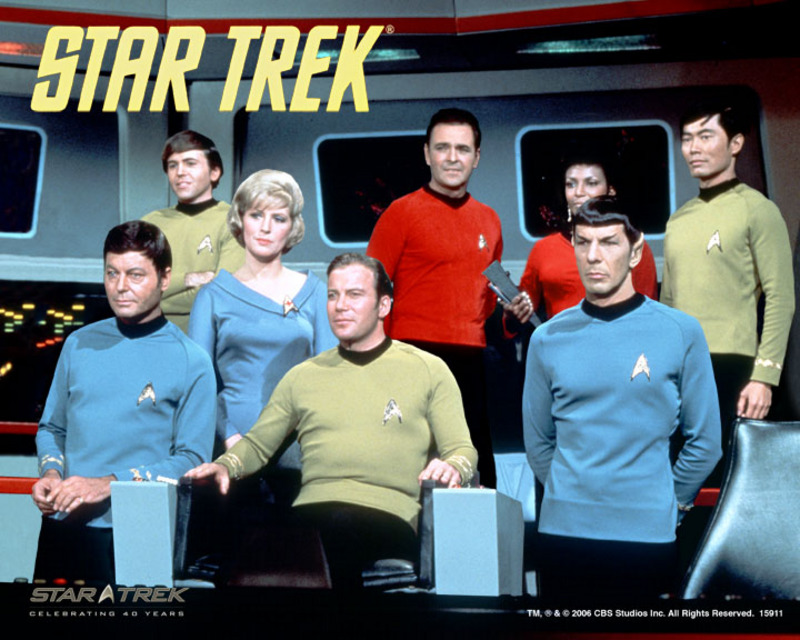 STAR TREK®
STAR TREK
CELEBRATING 40 YEARS
TM, ® & © 2006 CBS Studios Inc. All Rights Reserved. 15911